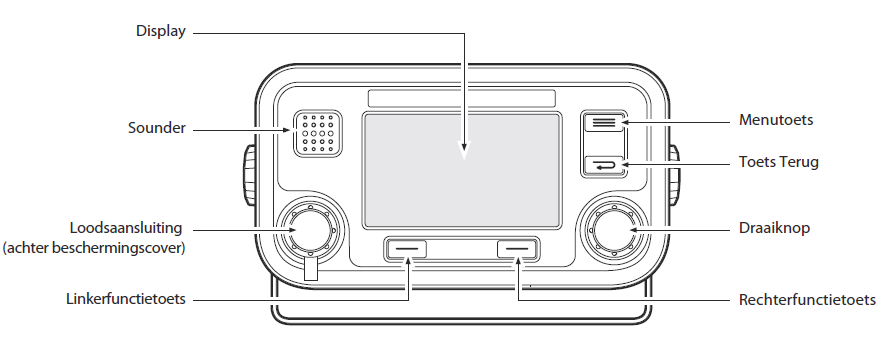 Display
Sounder
Loodsaansluiting
(achter beschermingscover)
Linkerfunctietoets
Menutoets
Toets Terug
Draaiknop
Rechterfunctietoets